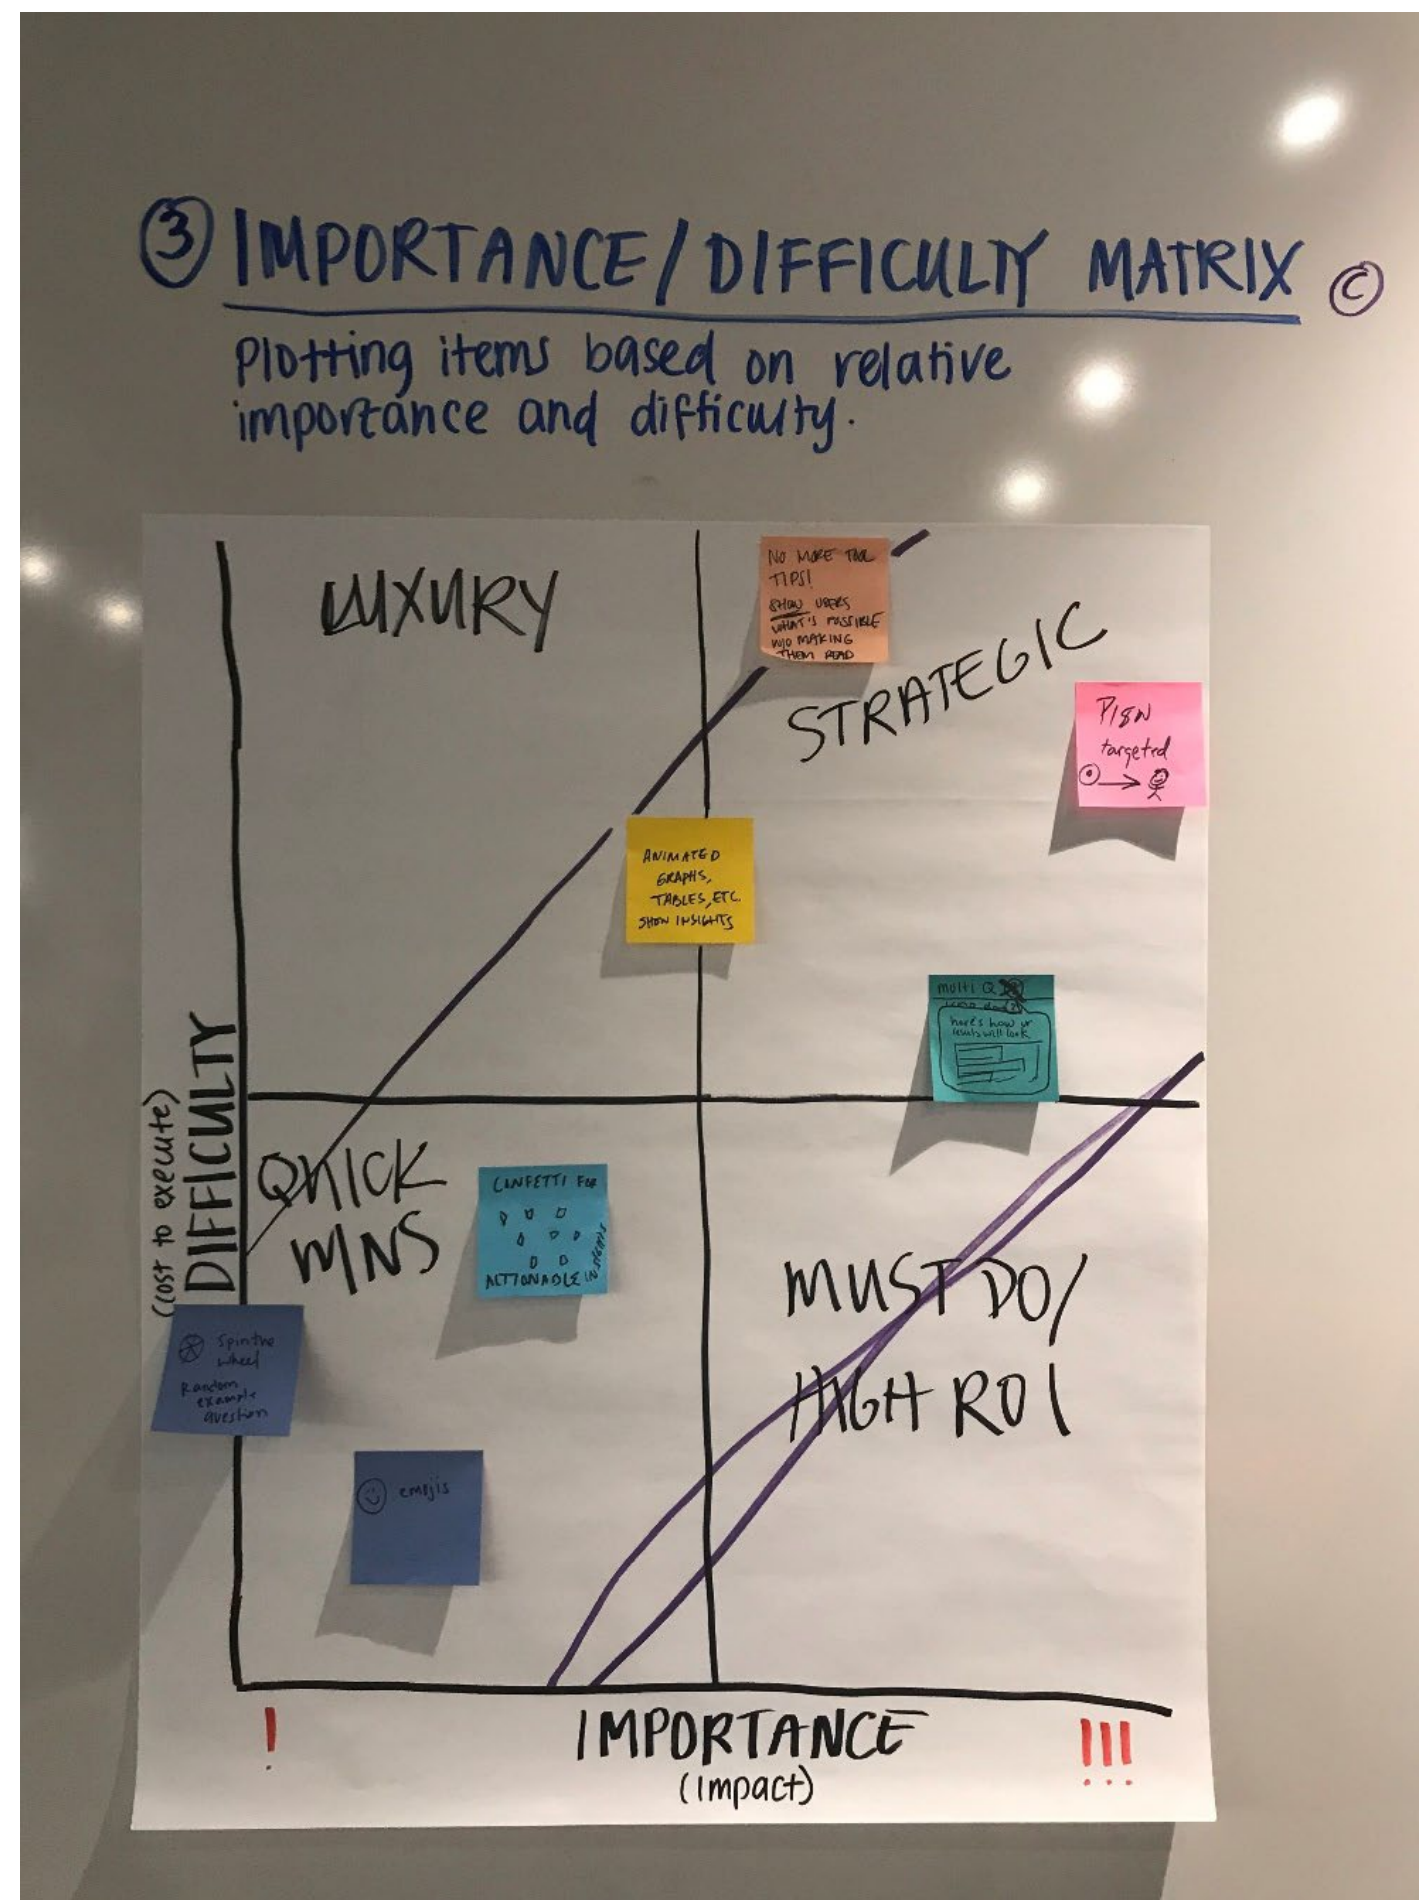 3 IMPORTANCE/DIFFICULTY MATRIX C
Plotting items based on relative
importance and difficulty.
LUXURY
NO MORE TOOL
TIPS!
SHOW USERS
WHAT'S POSSIBLE
W/O MAKING
THEM READ
STRATEGIC
targeted
ANIMATED
GRAPHS,
TABLES, ETC.
SHOW INSIGHTS
multi Q
here's how ur
results will look
DIFFICULTY
(cost to execute)
QUICK
WINS
CONFETTI FOR
ACTIONABLE INSIGHTS
MUST DO/
HIGH ROI
Spin the
wheel
Random
example
question
emojis
!
IMPORTANCE
(impact)
!!!